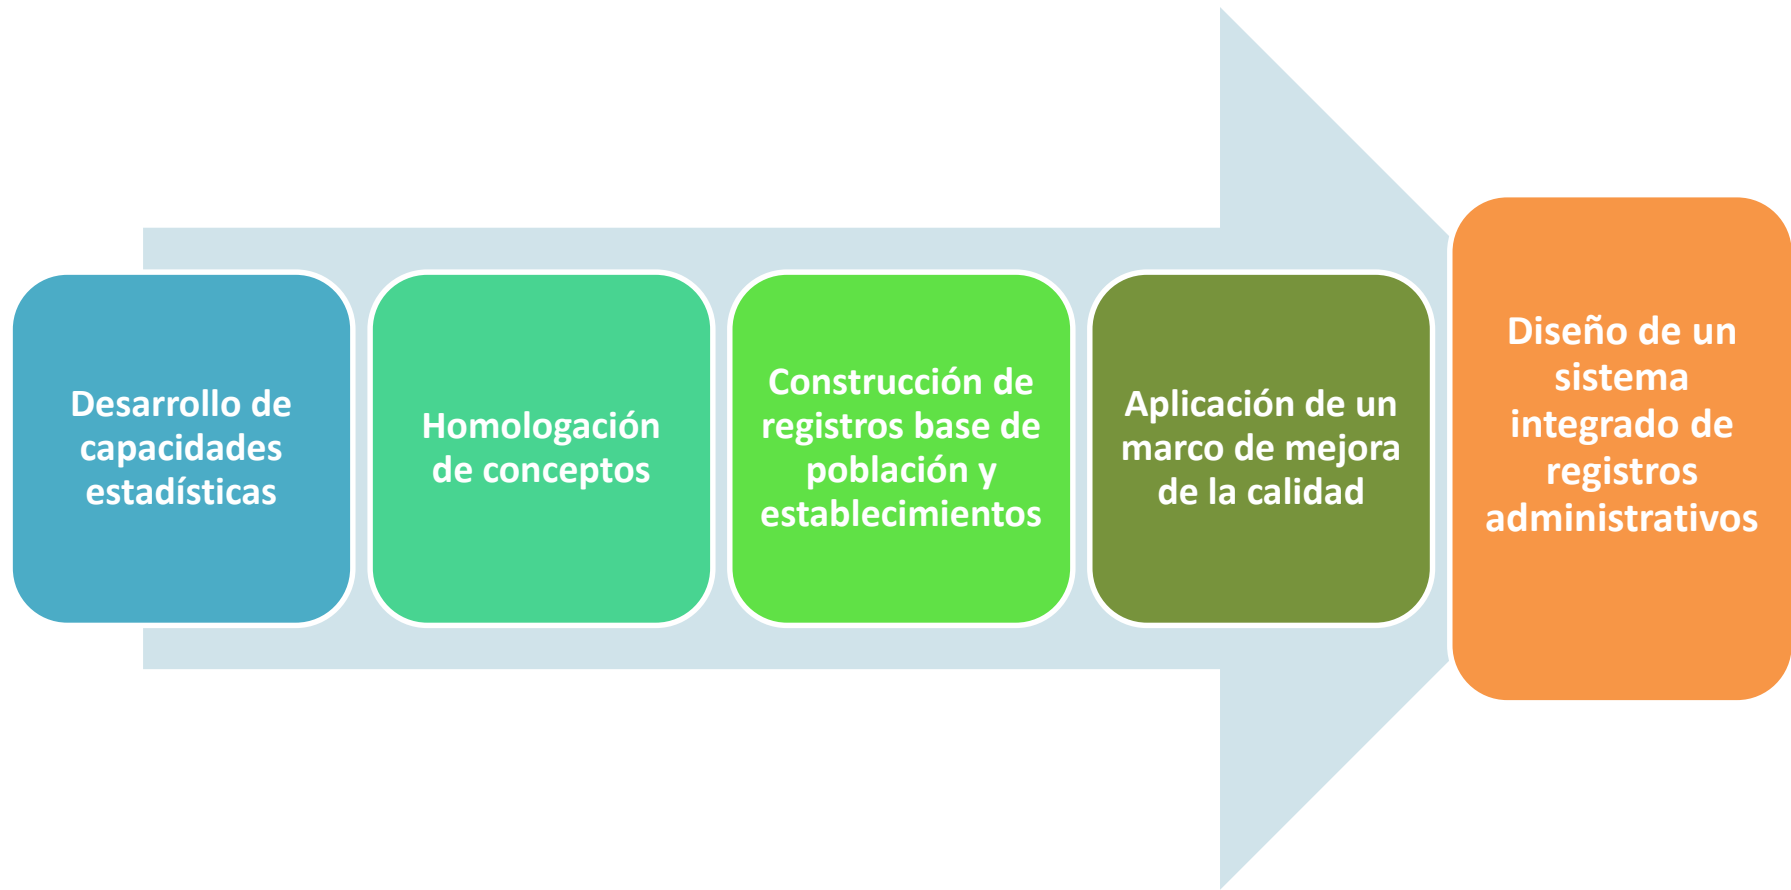 Desarrollo de
capacidades
estadísticas
Homologación
de conceptos
Construcción de
registros base de
población y
establecimientos
Aplicación de un
marco de mejora
de la calidad
Diseño de un
sistema
integrado de
registros
administrativos